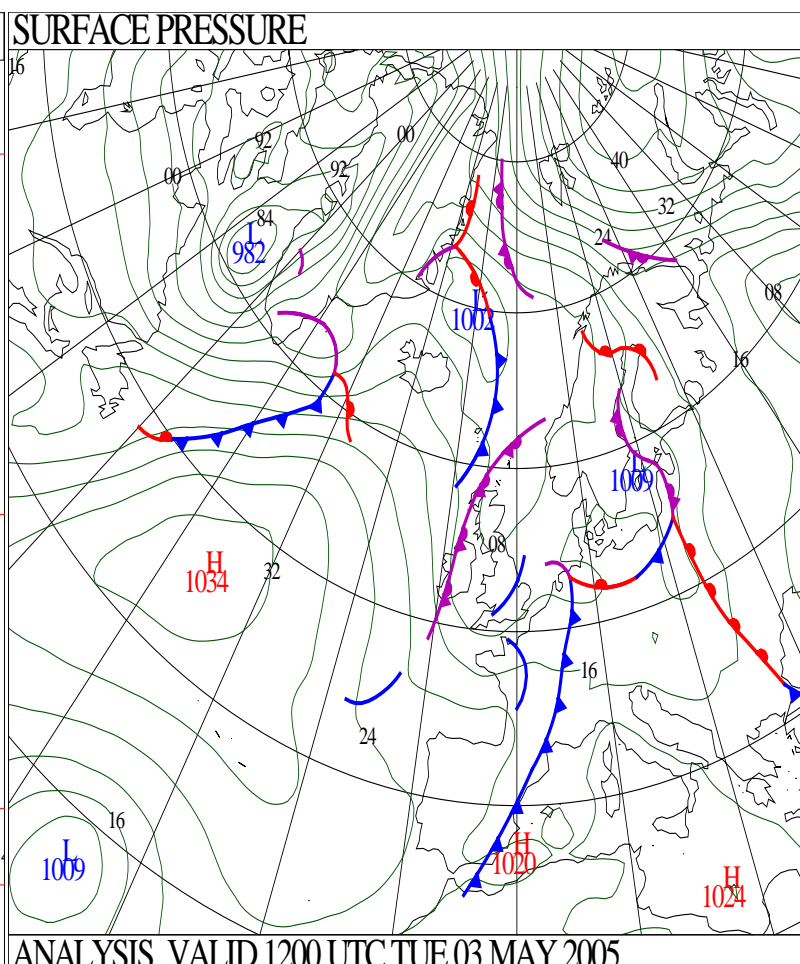 SURFACE PRESSURE
16
92
00
92
00
40
32
84
L
982
24
L
1002
08
16
L
1009
08
H
1034
32
16
24
16
L
1009
H
1020
H
1024
ANALYSIS VALID 1200 UTC TUE 03 MAY 2005